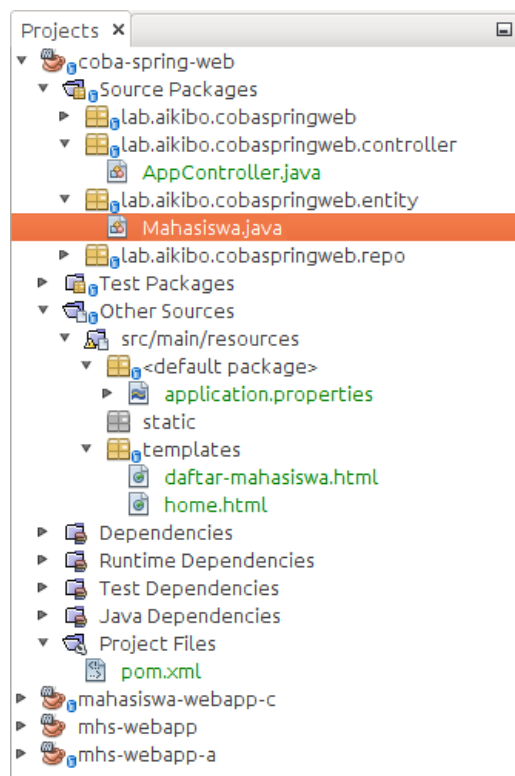 Projects
coba-spring-web
Source Packages
lab.aikibo.cobaspringweb
lab.aikibo.cobaspringweb.controller
AppController.java
lab.aikibo.cobaspringweb.entity
Mahasiswa.java
lab.aikibo.cobaspringweb.repo
Test Packages
Other Sources
src/main/resources
<default package>
application.properties
static
templates
daftar-mahasiswa.html
home.html
Dependencies
Runtime Dependencies
Test Dependencies
Java Dependencies
Project Files
pom.xml
mahasiswa-webapp-c
mhs-webapp
mhs-webapp-a